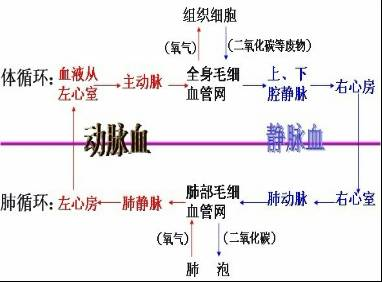 组织细胞
(氧气) (二氧化碳等废物)
体循环: 血液从左心室 主动脉 全身毛细血管网 上、下腔静脉 右心房
动脉血 静脉血
肺循环: 左心房 肺静脉 肺部毛细血管网 肺动脉 右心室
(氧气) (二氧化碳)
肺 泡